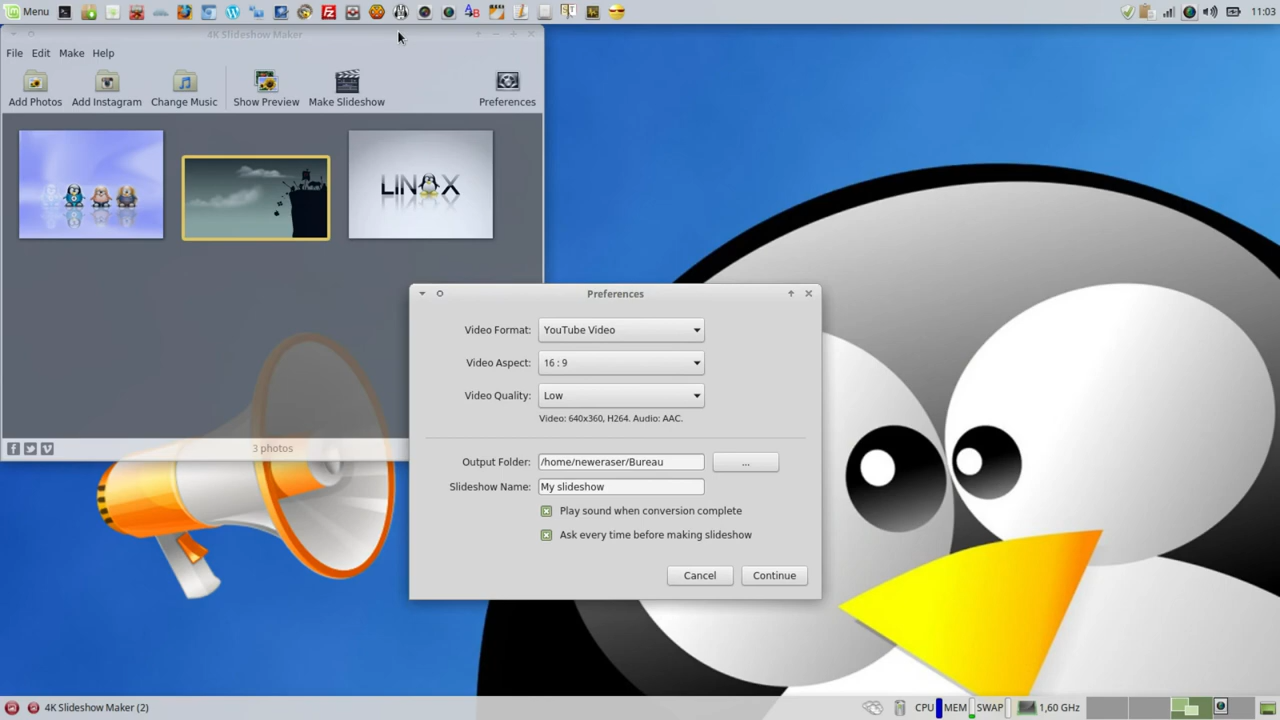 Menu
11:03
4K Slideshow Maker
File Edit Make Help
Add Photos Add Instagram Change Music Show Preview Make Slideshow Preferences
LINUX
Preferences
Video Format: YouTube Video
Video Aspect: 16 : 9
Video Quality: Low
Video: 640x360, H264. Audio: AAC.
3 photos
Output Folder: /home/neweraser/Bureau ...
Slideshow Name: My slideshow
Play sound when conversion complete
Ask every time before making slideshow
Cancel Continue
4K Slideshow Maker (2) CPU MEM SWAP 1,60 GHz